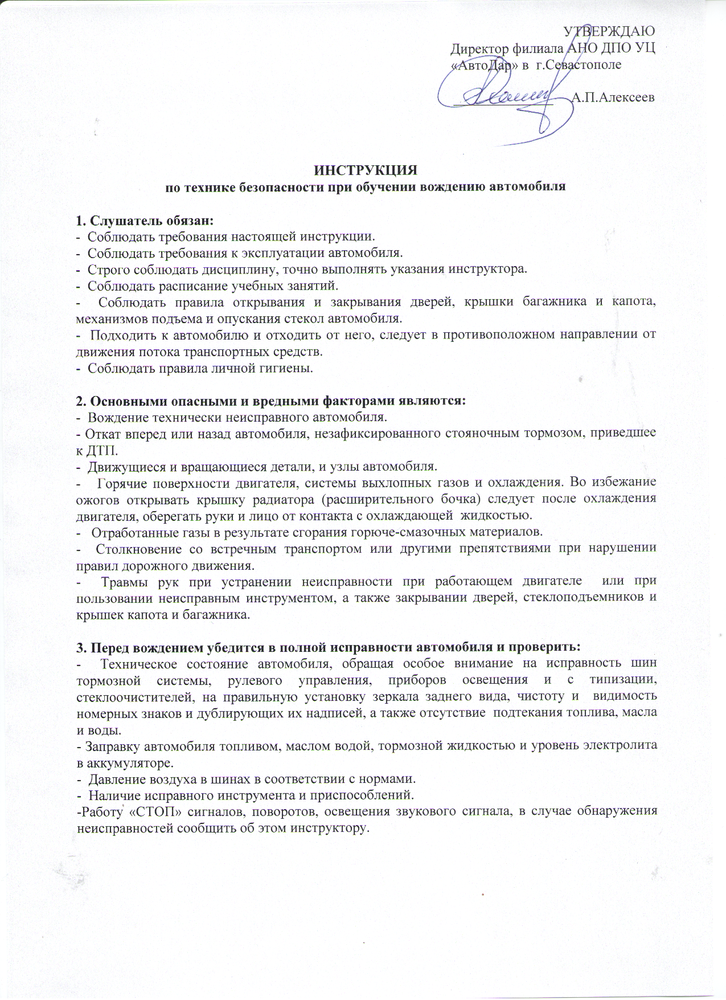 УТВЕРЖДАЮ
Директор филиала АНО ДПО УЦ
«АвтоДар» в г.Севастополе
А.П.Алексеев
ИНСТРУКЦИЯ
по технике безопасности при обучении вождению автомобиля
1. Слушатель обязан:
- Соблюдать требования настоящей инструкции.
- Соблюдать требования к эксплуатации автомобиля.
- Строго соблюдать дисциплину, точно выполнять указания инструктора.
- Соблюдать расписание учебных занятий.
- Соблюдать правила открывания и закрывания дверей, крышки багажника и капота,
механизмов подъема и опускания стекол автомобиля.
- Подходить к автомобилю и отходить от него, следует в противоположном направлении от
движения потока транспортных средств.
- Соблюдать правила личной гигиены.
2. Основными опасными и вредными факторами являются:
- Вождение технически неисправного автомобиля.
- Откат вперед или назад автомобиля, незафиксированного стояночным тормозом, приведшее
к ДТП.
- Движущиеся и вращающиеся детали, и узлы автомобиля.
- Горячие поверхности двигателя, системы выхлопных газов и охлаждения. Во избежание
ожогов открывать крышку радиатора (расширительного бочка) следует после охлаждения
двигателя, оберегать руки и лицо от контакта с охлаждающей жидкостью.
- Отработанные газы в результате сгорания горюче-смазочных материалов.
- Столкновение со встречным транспортом или другими препятствиями при нарушении
правил дорожного движения.
- Травмы рук при устранении неисправности при работающем двигателе или при
пользовании неисправным инструментом, а также закрывании дверей, стеклоподъемников и
крышек капота и багажника.
3. Перед вождением убедится в полной исправности автомобиля и проверить:
- Техническое состояние автомобиля, обращая особое внимание на исправность шин
тормозной системы, рулевого управления, приборов освещения и с типизации,
стеклоочистителей, на правильную установку зеркала заднего вида, чистоту и видимость
номерных знаков и дублирующих их надписей, а также отсутствие подтекания топлива, масла
и воды.
- Заправку автомобиля топливом, маслом водой, тормозной жидкостью и уровень электролита
в аккумуляторе.
- Давление воздуха в шинах в соответствии с нормами.
- Наличие исправного инструмента и приспособлений.
-Работу «СТОП» сигналов, поворотов, освещения звукового сигнала, в случае обнаружения
неисправностей сообщить об этом инструктору.